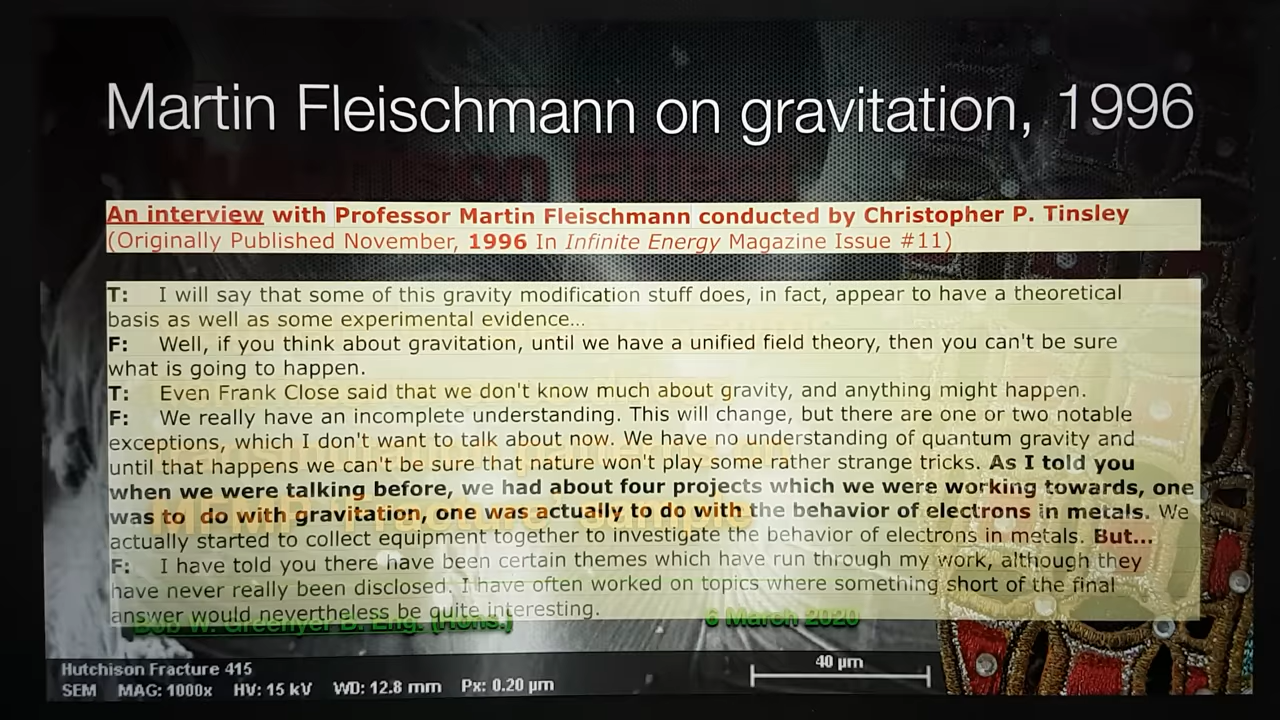 Martin Fleischmann on gravitation, 1996
An interview with Professor Martin Fleischmann conducted by Christopher P. Tinsley
(Originally Published November, 1996 In Infinite Energy Magazine Issue #11)
T: I will say that some of this gravity modification stuff does, in fact, appear to have a theoretical
basis as well as some experimental evidence...
F: Well, if you think about gravitation, until we have a unified field theory, then you can't be sure
what is going to happen.
T: Even Frank Close said that we don't know much about gravity, and anything might happen.
F: We really have an incomplete understanding. This will change, but there are one or two notable
exceptions, which I don't want to talk about now. We have no understanding of quantum gravity and
until that happens we can't be sure that nature won't play some rather strange tricks. As I told you
when we were talking before, we had about four projects which we were working towards, one
was to do with gravitation, one was actually to do with the behavior of electrons in metals. We
actually started to collect equipment together to investigate the behavior of electrons in metals. But...
F: I have told you there have been certain themes which have run through my work, although they
have never really been disclosed. I have often worked on topics where something short of the final
answer would nevertheless be quite interesting.
Bob W. Greenyer B. Eng. (Hons.) 6 March 2020
Hutchison Fracture 415
SEM MAG: 1000x HV: 15 kV WD: 12.8 mm Px: 0.20 µm
40 µm